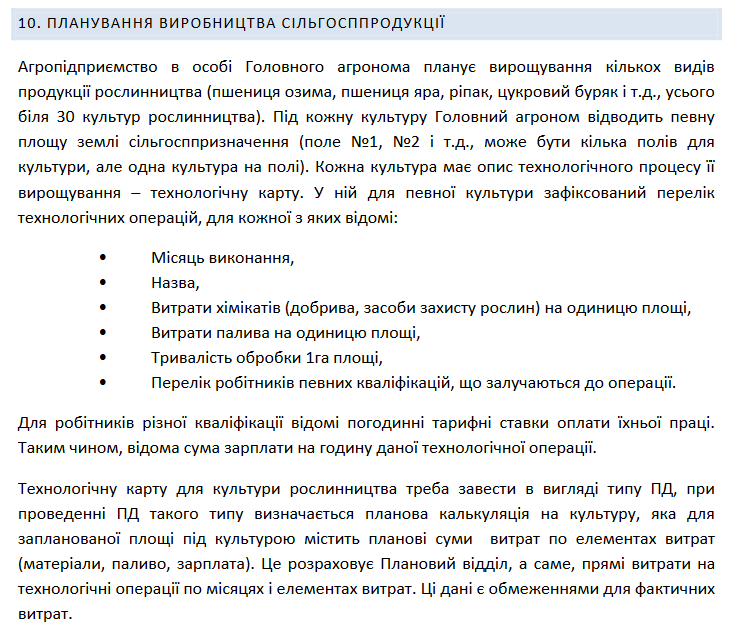 10. ПЛАНУВАННЯ ВИРОБНИЦТВА СІЛЬГОСППРОДУКЦІЇ
Агропідприємство в особі Головного агронома планує вирощування кількох видів
продукції рослинництва (пшениця озима, пшениця яра, ріпак, цукровий буряк і т.д., усього
біля 30 культур рослинництва). Під кожну культуру Головний агроном відводить певну
площу землі сільгосппризначення (поле №1, №2 і т.д., може бути кілька полів для
культури, але одна культура на полі). Кожна культура має опис технологічного процесу її
вирощування – технологічну карту. У ній для певної культури зафіксований перелік
технологічних операцій, для кожної з яких відомі:
• Місяць виконання,
• Назва,
• Витрати хімікатів (добрива, засоби захисту рослин) на одиницю площі,
• Витрати палива на одиницю площі,
• Тривалість обробки 1га площі,
• Перелік робітників певних кваліфікацій, що залучаються до операції.
Для робітників різної кваліфікації відомі погодинні тарифні ставки оплати їхньої праці.
Таким чином, відома сума зарплати на годину даної технологічної операції.
Технологічну карту для культури рослинництва треба завести в вигляді типу ПД, при
проведенні ПД такого типу визначається планова калькуляція на культуру, яка для
запланованої площі під культурою містить планові суми витрат по елементах витрат
(матеріали, паливо, зарплата). Це розраховує Плановий відділ, а саме, прямі витрати на
технологічні операції по місяцях і елементах витрат. Ці дані є обмеженнями для фактичних
витрат.